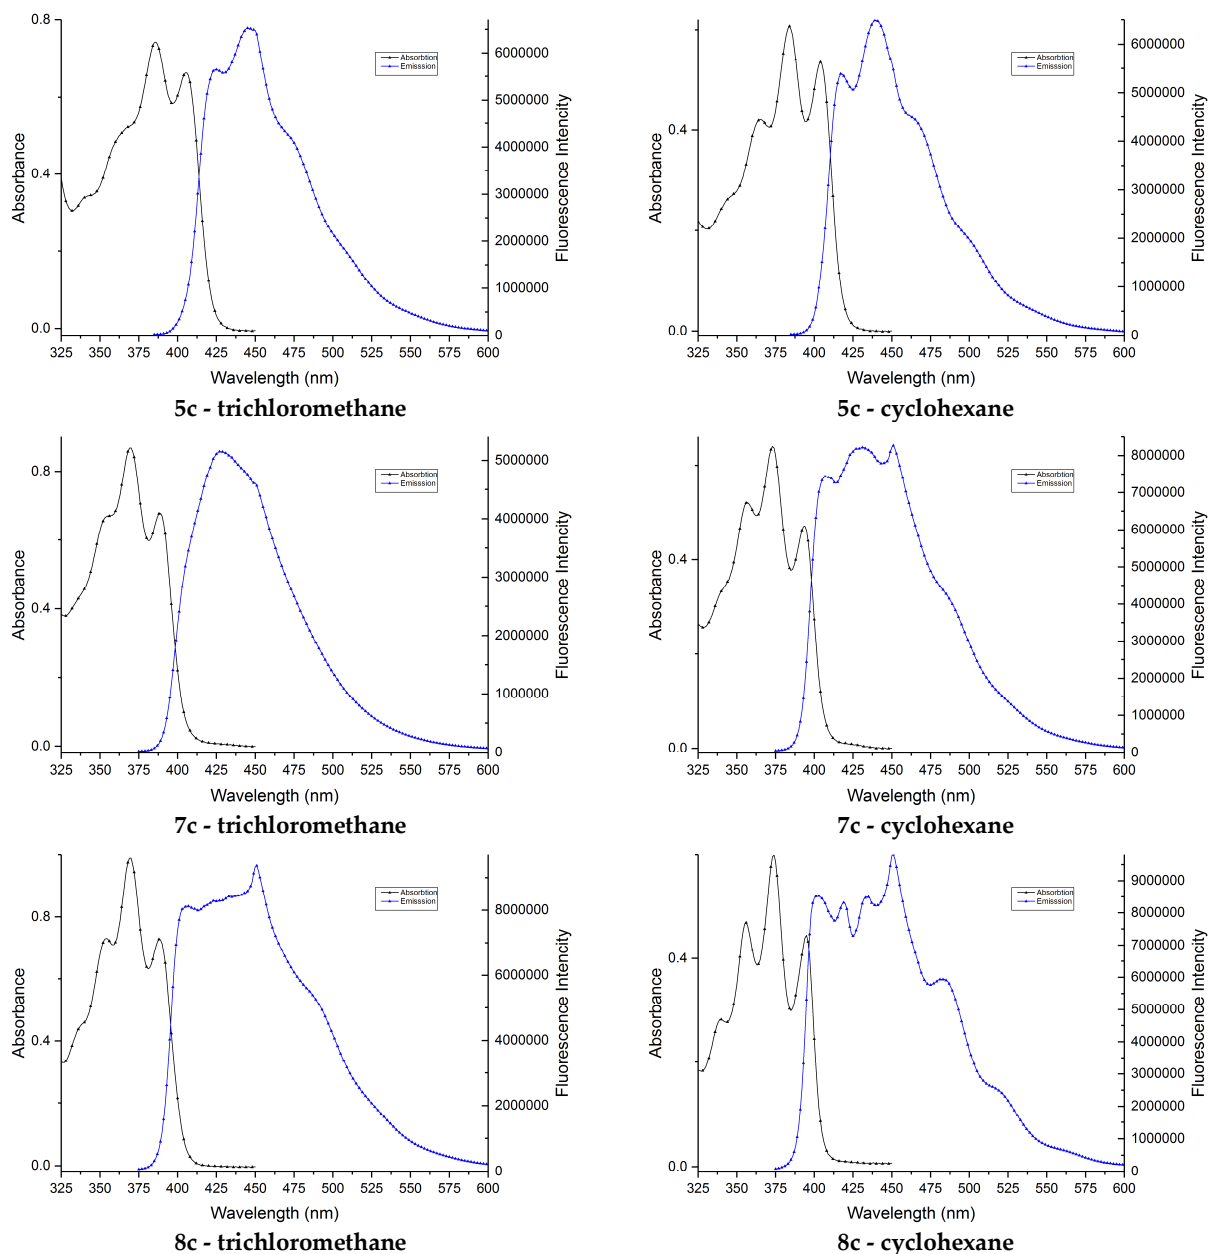 0.8
0.4
0.0
Absorbance
Absorbtion
Emisssion
6000000
5000000
4000000
3000000
2000000
1000000
0
Fluorescence Intencity
325 350 375 400 425 450 475 500 525 550 575 600
Wavelength (nm)
5c - trichloromethane
0.4
0.0
Absorbance
Absorbtion
Emisssion
6000000
5000000
4000000
3000000
2000000
1000000
0
Fluorescence Intencity
325 350 375 400 425 450 475 500 525 550 575 600
Wavelength (nm)
5c - cyclohexane
0.8
0.4
0.0
Absorbance
Absorbtion
Emisssion
5000000
4000000
3000000
2000000
1000000
0
Fluorescence Intencity
325 350 375 400 425 450 475 500 525 550 575 600
Wavelength (nm)
7c - trichloromethane
0.4
0.0
Absorbance
Absorbtion
Emisssion
8000000
7000000
6000000
5000000
4000000
3000000
2000000
1000000
0
Fluorescence Intencity
325 350 375 400 425 450 475 500 525 550 575 600
Wavelength (nm)
7c - cyclohexane
0.8
0.4
0.0
Absorbance
Absorbtion
Emisssion
8000000
6000000
4000000
2000000
0
Fluorescence Intencity
325 350 375 400 425 450 475 500 525 550 575 600
Wavelength (nm)
8c - trichloromethane
0.4
0.0
Absorbance
Absorbtion
Emisssion
9000000
8000000
7000000
6000000
5000000
4000000
3000000
2000000
1000000
0
Fluorescence Intencity
325 350 375 400 425 450 475 500 525 550 575 600
Wavelength (nm)
8c - cyclohexane